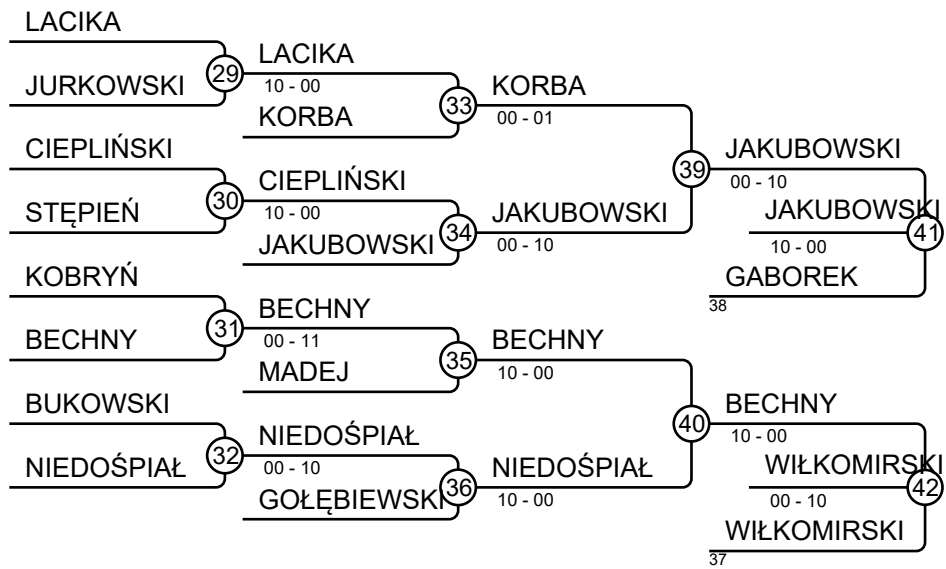 LACIKA
29
LACIKA
JURKOWSKI
10 - 00
33
KORBA
KORBA
00 - 01
CIEPLIŃSKI
39
JAKUBOWSKI
30
CIEPLIŃSKI
00 - 10
STĘPIEŃ
10 - 00
34
JAKUBOWSKI
JAKUBOWSKI
41
JAKUBOWSKI
00 - 10
10 - 00
KOBRYŃ
GABOREK
38
31
BECHNY
BECHNY
00 - 11
35
BECHNY
MADEJ
10 - 00
BUKOWSKI
40
BECHNY
32
NIEDOŚPIAŁ
10 - 00
NIEDOŚPIAŁ
00 - 10
36
NIEDOŚPIAŁ
WIŁKOMIRSKI
42
GOŁĘBIEWSKI
10 - 00
00 - 10
WIŁKOMIRSKI
37